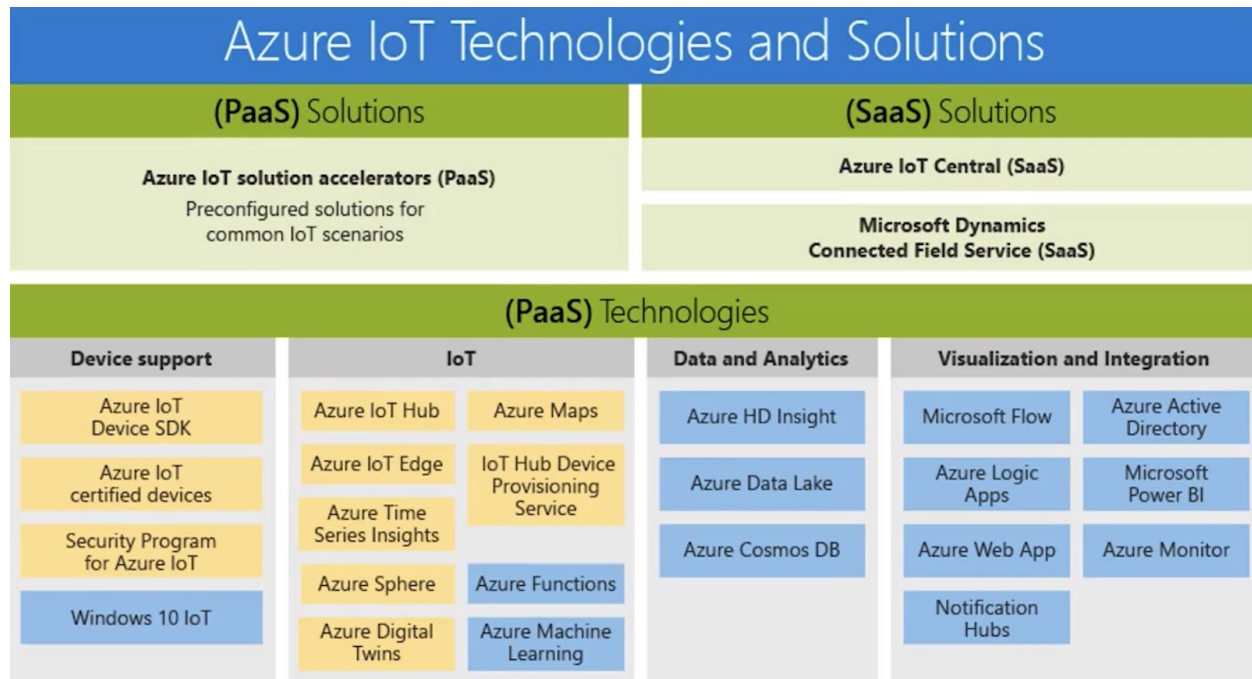 Azure IoT Technologies and Solutions
(PaaS) Solutions
Azure IoT solution accelerators (PaaS)
Preconfigured solutions for
common IoT scenarios
(SaaS) Solutions
Azure IoT Central (SaaS)
Microsoft Dynamics
Connected Field Service (SaaS)
(PaaS) Technologies
Device support
Azure IoT
Device SDK
Azure IoT
certified devices
Security Program
for Azure IoT
Windows 10 IoT
IoT
Azure IoT Hub
Azure IoT Edge
Azure Time
Series Insights
Azure Sphere
Azure Digital
Twins
Azure Maps
IoT Hub Device
Provisioning
Service
Azure Functions
Azure Machine
Learning
Data and Analytics
Azure HD Insight
Azure Data Lake
Azure Cosmos DB
Visualization and Integration
Microsoft Flow
Azure Logic
Apps
Azure Web App
Notification
Hubs
Azure Active
Directory
Microsoft
Power BI
Azure Monitor